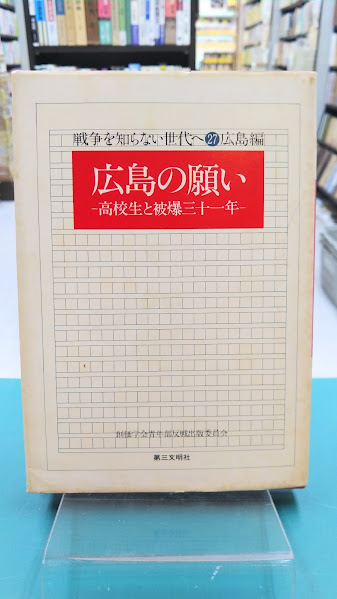 戦争を知らない世代へ27広島編
広島の願い
-高校生と被爆三十一年-
創価学会青年部反戦出版委員会
第三文明社